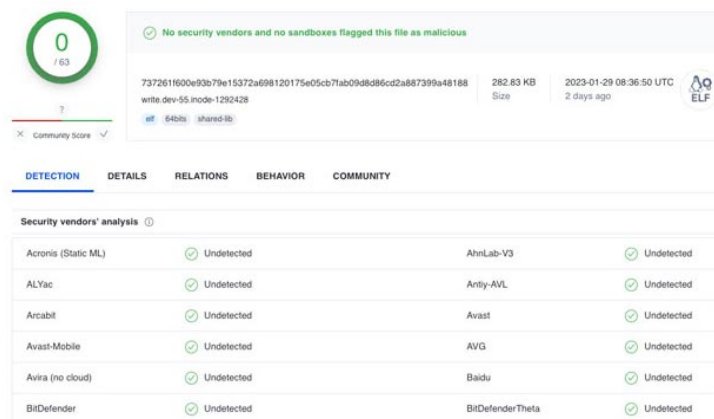 0
/ 63
No security vendors and no sandboxes flagged this file as malicious
737261f600e93b79e15372a698120175e05cb7fab09d8d86cd2a887399a48188
write.dev-55.inode-1292428
elf 64bits shared-lib
282.83 KB
Size
2023-01-29 08:36:50 UTC
2 days ago
ELF
?
Community Score
DETECTION DETAILS RELATIONS BEHAVIOR COMMUNITY
Security vendors' analysis
Acronis (Static ML) Undetected AhnLab-V3 Undetected
ALYac Undetected Antiy-AVL Undetected
Arcabit Undetected Avast Undetected
Avast-Mobile Undetected AVG Undetected
Avira (no cloud) Undetected Baidu Undetected
BitDefender Undetected BitDefenderTheta Undetected